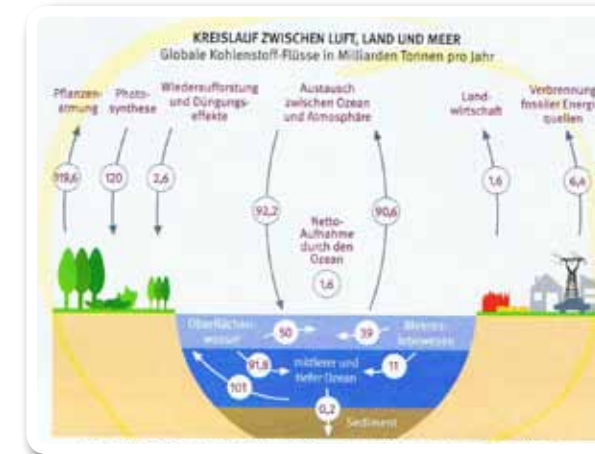 KREISLAUF ZWISCHEN LUFT, LAND UND MEER
Globale Kohlenstoff-Flüsse in Milliarden Tonnen pro Jahr
Pflanzen-
atmung
Photo-
synthese
Wiederaufforstung
und Düngungs-
effekte
Austausch
zwischen Ozean
und Atmosphäre
Land-
wirtschaft
Verbrennung
fossiler Energie
quellen
119,6
120
2,6
92,2
90,6
1,6
6,4
Netto-
Aufnahme
durch den
Ozean
1,6
Oberflächen-
wasser
50
39
Meeres-
lebewesen
91,8
mittlerer und
tiefer Ozean
11
101
0,2
Sediment